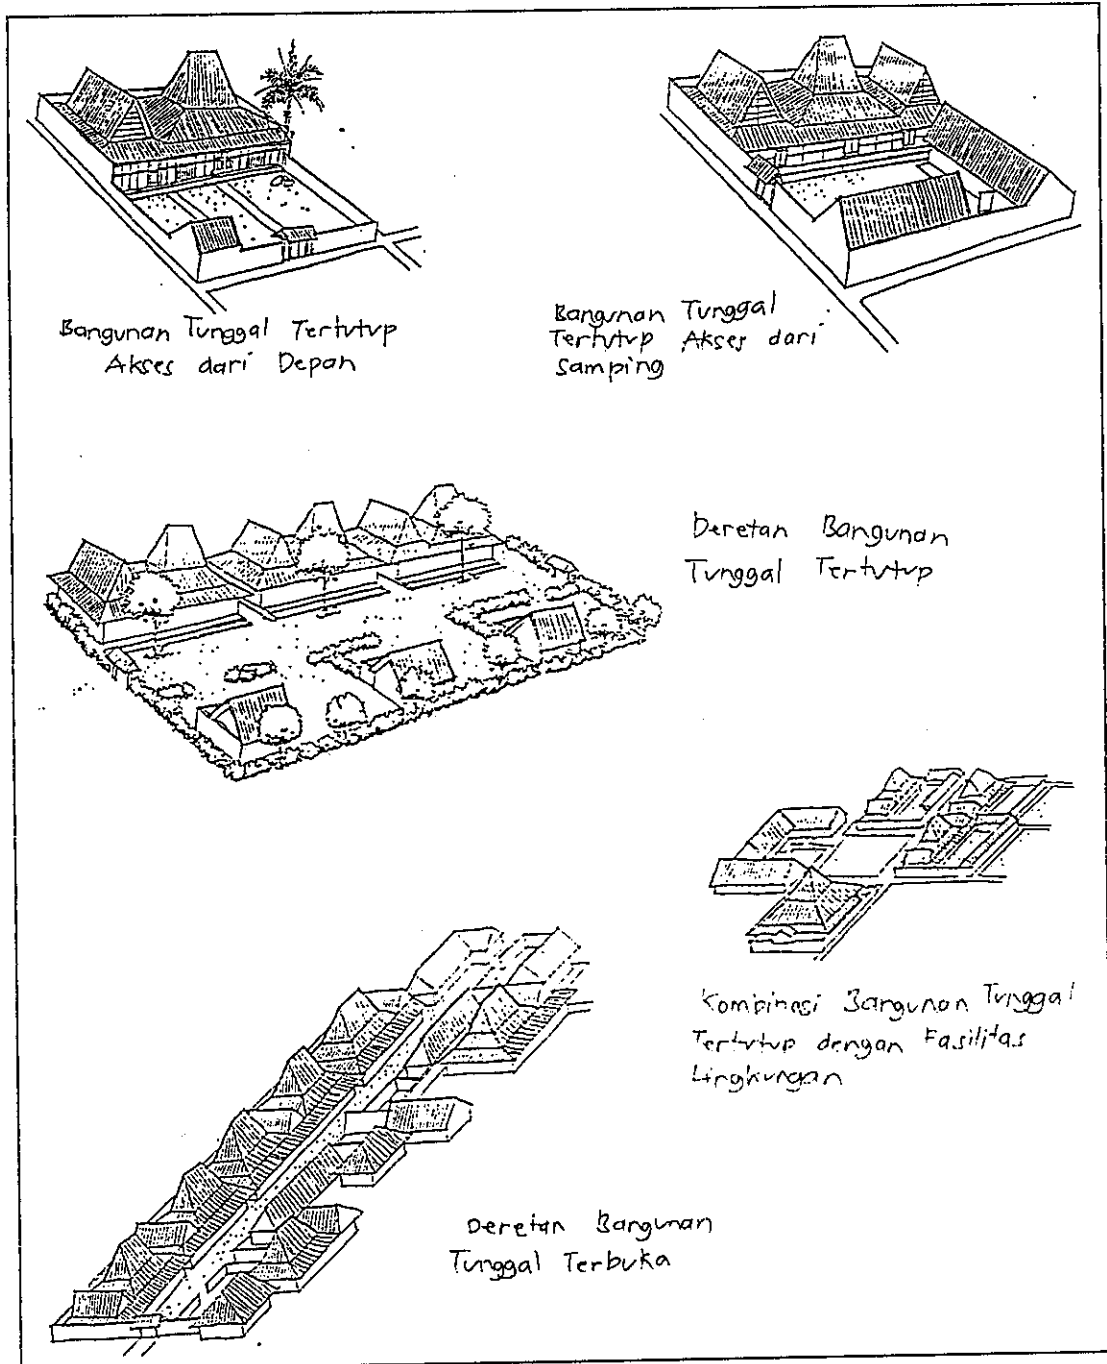 Bangunan Tunggal Tertutup
Akses dari Depan
Bangunan Tunggal
Tertutup Akses dari
Samping
Deretan Bangunan
Tunggal Tertutup
Kombinasi Bangunan Tunggal
Tertutup dengan Fasilitas
Lingkungan
Deretan Bangunan
Tunggal Terbuka